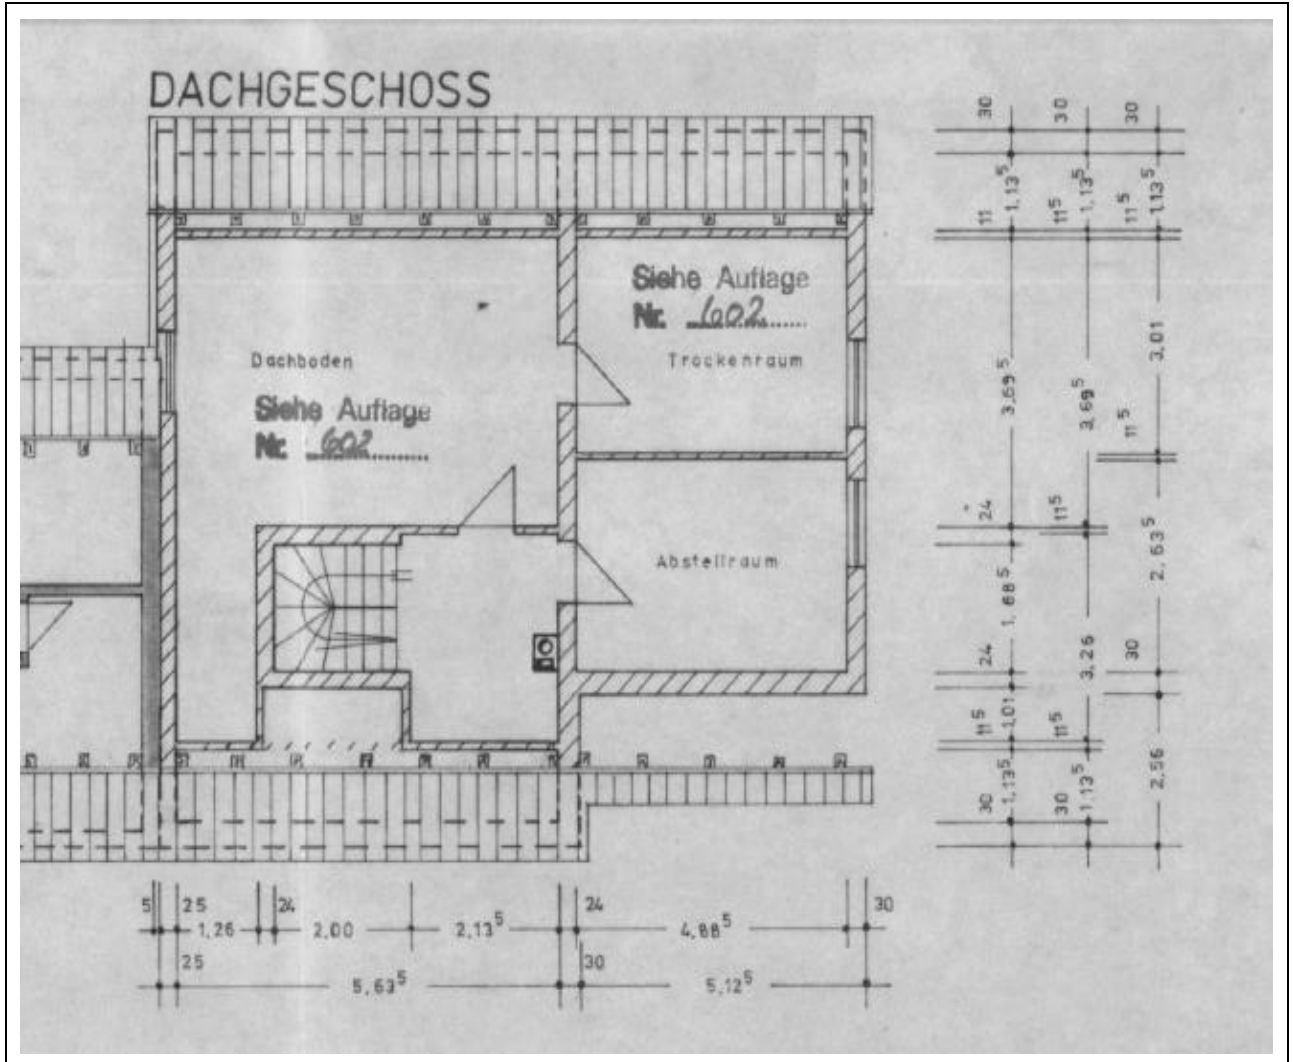 DACHGESCHOSS
30 30 30
1,13⁵ 1,13⁵ 1,13⁵
11 11⁵ 11⁵
Siehe Auflage
Nr. 602
Dachboden
Trockenraum
Siehe Auflage
Nr. 602
3,69⁵ 3,69⁵ 3,01
11⁵
24 11⁵
Abstellraum
1,68⁵ 2,63⁵
24 3,26 30
11⁵ 1,01 11⁵
2,56
30 1,13⁵ 30 1,13⁵
5 25 24 24 30
1,26 2,00 2,13⁵ 4,88⁵
25 30
5,63⁵ 5,12⁵